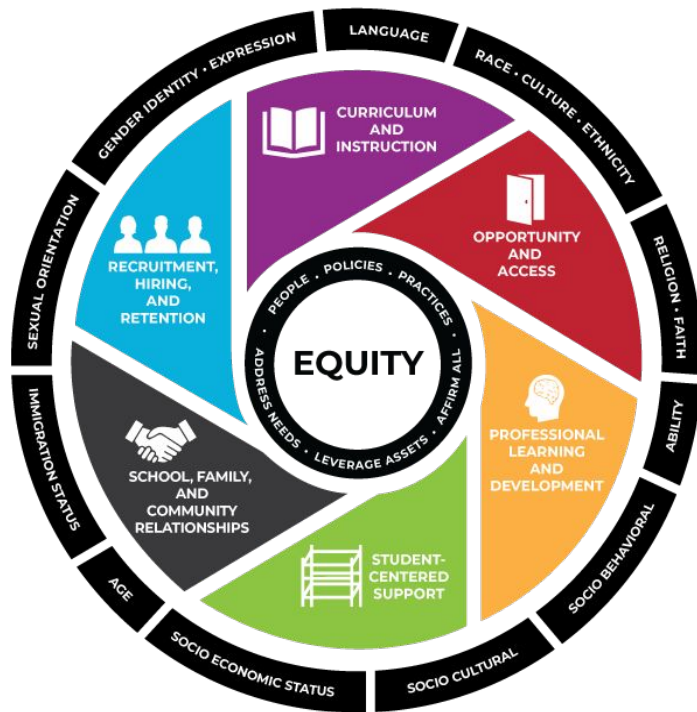 LANGUAGE
RACE • CULTURE • ETHNICITY
RELIGION • FAITH
ABILITY
SOCIO BEHAVIORAL
SOCIO CULTURAL
SOCIO ECONOMIC STATUS
AGE
IMMIGRATION STATUS
SEXUAL ORIENTATION
GENDER IDENTITY • EXPRESSION
CURRICULUM
AND
INSTRUCTION
OPPORTUNITY
AND
ACCESS
PROFESSIONAL
LEARNING
AND
DEVELOPMENT
STUDENT-
CENTERED
SUPPORT
SCHOOL, FAMILY,
AND
COMMUNITY
RELATIONSHIPS
RECRUITMENT,
HIRING,
AND
RETENTION
• PEOPLE • POLICIES • PRACTICES •
ADDRESS NEEDS • LEVERAGE ASSETS • AFFIRM ALL
EQUITY